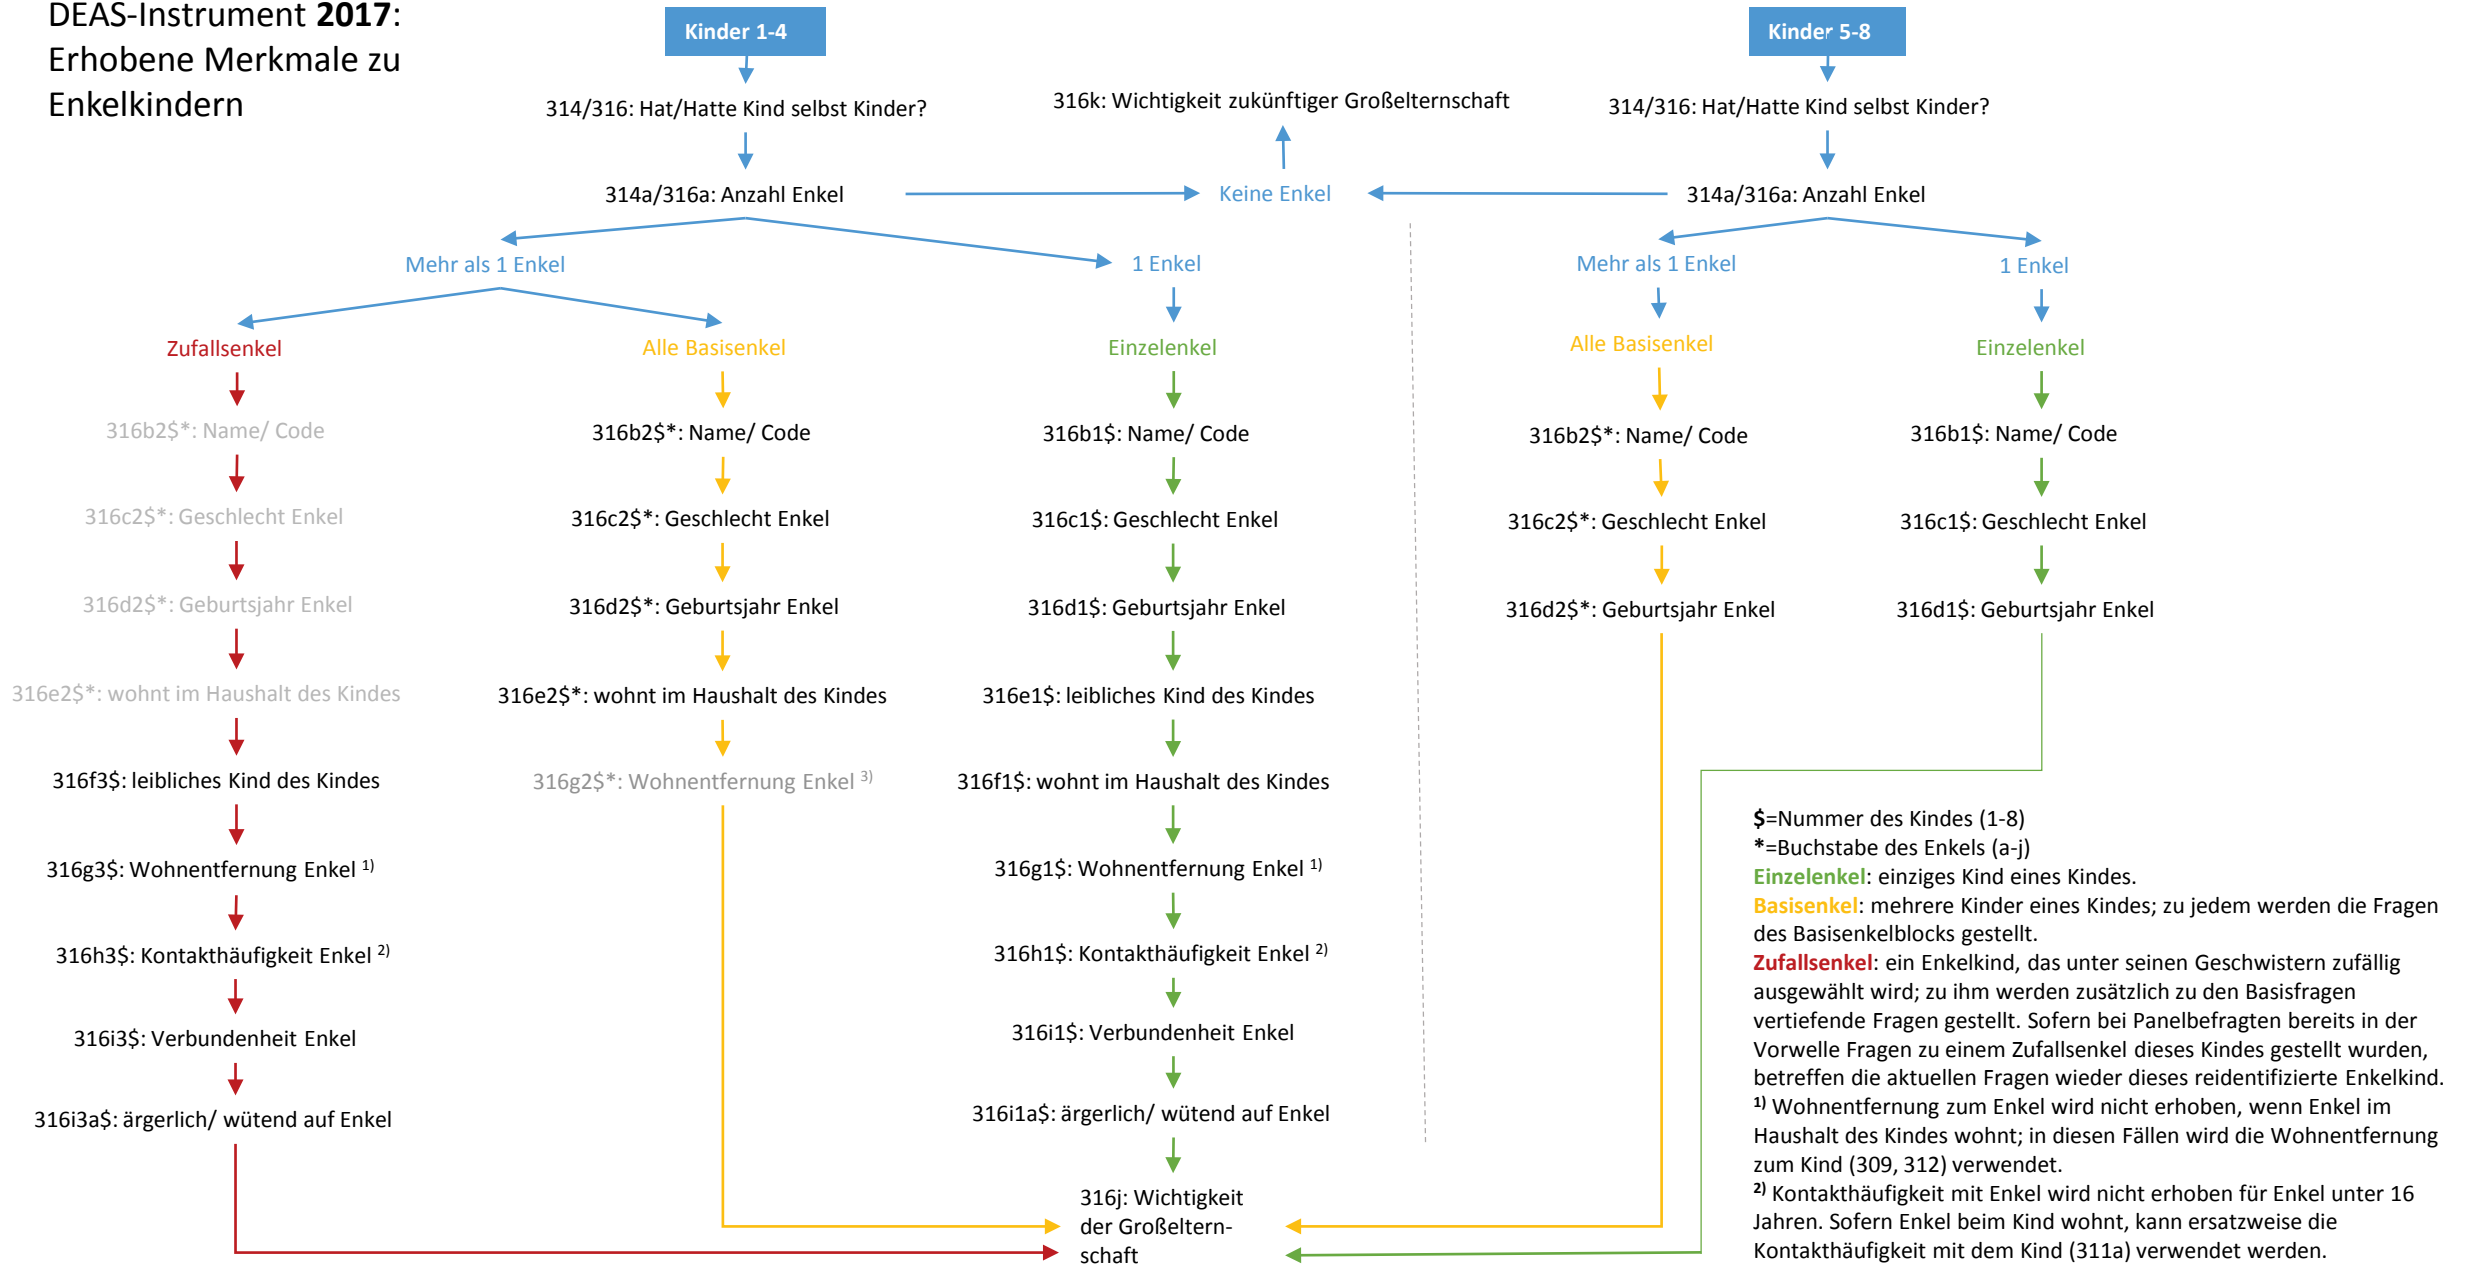 DEAS-Instrument 2017:
Erhobene Merkmale zu
Enkelkindern
Kinder 1-4
Kinder 5-8
314/316: Hat/Hatte Kind selbst Kinder?
316k: Wichtigkeit zukünftiger Großelternschaft
314/316: Hat/Hatte Kind selbst Kinder?
314a/316a: Anzahl Enkel
Keine Enkel
314a/316a: Anzahl Enkel
Mehr als 1 Enkel
1 Enkel
Mehr als 1 Enkel
1 Enkel
Zufallsenkel
Alle Basisenkel
Einzelenkel
Alle Basisenkel
Einzelenkel
316b2$*: Name/ Code
316b2$*: Name/ Code
316b1$: Name/ Code
316b2$*: Name/ Code
316b1$: Name/ Code
316c2$*: Geschlecht Enkel
316c2$*: Geschlecht Enkel
316c1$: Geschlecht Enkel
316c2$*: Geschlecht Enkel
316c1$: Geschlecht Enkel
316d2$*: Geburtsjahr Enkel
316d2$*: Geburtsjahr Enkel
316d1$: Geburtsjahr Enkel
316d2$*: Geburtsjahr Enkel
316d1$: Geburtsjahr Enkel
316e2$*: wohnt im Haushalt des Kindes
316e2$*: wohnt im Haushalt des Kindes
316e1$: leibliches Kind des Kindes
316f3$: leibliches Kind des Kindes
316g2$*: Wohnentfernung Enkel 3)
316f1$: wohnt im Haushalt des Kindes
316g3$: Wohnentfernung Enkel 1)
316g1$: Wohnentfernung Enkel 1)
316h3$: Kontakthäufigkeit Enkel 2)
316h1$: Kontakthäufigkeit Enkel 2)
316i3$: Verbundenheit Enkel
316i1$: Verbundenheit Enkel
316i3a$: ärgerlich/ wütend auf Enkel
316i1a$: ärgerlich/ wütend auf Enkel
316j: Wichtigkeit
der Großeltern-
schaft
$=Nummer des Kindes (1-8)
*=Buchstabe des Enkels (a-j)
Einzelenkel: einziges Kind eines Kindes.
Basisenkel: mehrere Kinder eines Kindes; zu jedem werden die Fragen
des Basisenkelblocks gestellt.
Zufallsenkel: ein Enkelkind, das unter seinen Geschwistern zufällig
ausgewählt wird; zu ihm werden zusätzlich zu den Basisfragen
vertiefende Fragen gestellt. Sofern bei Panelbefragten bereits in der
Vorwelle Fragen zu einem Zufallsenkel dieses Kindes gestellt wurden,
betreffen die aktuellen Fragen wieder dieses reidentifizierte Enkelkind.
1) Wohnentfernung zum Enkel wird nicht erhoben, wenn Enkel im
Haushalt des Kindes wohnt; in diesen Fällen wird die Wohnentfernung
zum Kind (309, 312) verwendet.
2) Kontakthäufigkeit mit Enkel wird nicht erhoben für Enkel unter 16
Jahren. Sofern Enkel beim Kind wohnt, kann ersatzweise die
Kontakthäufigkeit mit dem Kind (311a) verwendet werden.